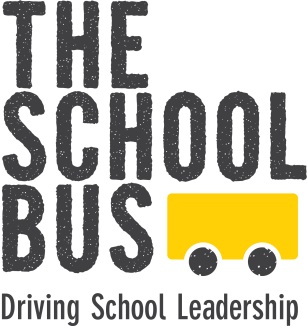 THE
SCHOOL
BUS
Driving School Leadership